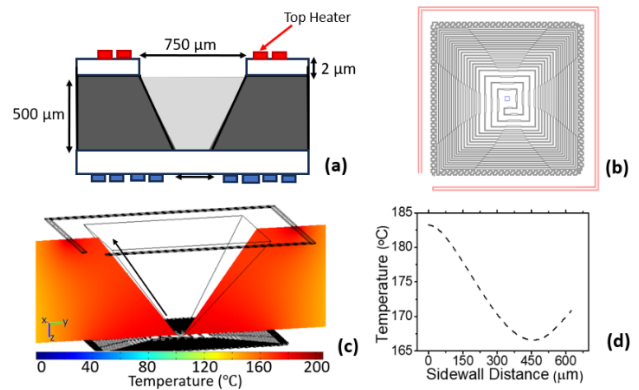 750 μm
Top Heater
2 μm
500 μm
(a)
(b)
x y
z
(c)
0 40 80 120 160 200
Temperature (°C)
185
180
175
170
165
Temperature (ºC)
0 150 300 450 600
Sidewall Distance (μm)
(d)